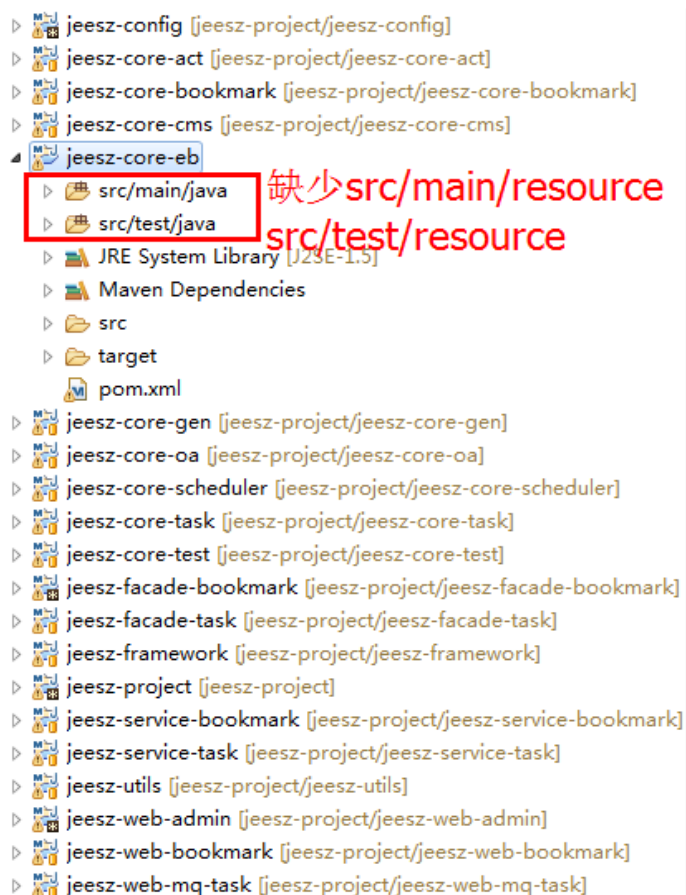 jeesz-config [jeesz-project/jeesz-config]
jeesz-core-act [jeesz-project/jeesz-core-act]
jeesz-core-bookmark [jeesz-project/jeesz-core-bookmark]
jeesz-core-cms [jeesz-project/jeesz-core-cms]
jeesz-core-eb
src/main/java
缺少src/main/resource
src/test/java
src/test/resource
JRE System Library [J2SE-1.5]
Maven Dependencies
src
target
pom.xml
jeesz-core-gen [jeesz-project/jeesz-core-gen]
jeesz-core-oa [jeesz-project/jeesz-core-oa]
jeesz-core-scheduler [jeesz-project/jeesz-core-scheduler]
jeesz-core-task [jeesz-project/jeesz-core-task]
jeesz-core-test [jeesz-project/jeesz-core-test]
jeesz-facade-bookmark [jeesz-project/jeesz-facade-bookmark]
jeesz-facade-task [jeesz-project/jeesz-facade-task]
jeesz-framework [jeesz-project/jeesz-framework]
jeesz-project [jeesz-project]
jeesz-service-bookmark [jeesz-project/jeesz-service-bookmark]
jeesz-service-task [jeesz-project/jeesz-service-task]
jeesz-utils [jeesz-project/jeesz-utils]
jeesz-web-admin [jeesz-project/jeesz-web-admin]
jeesz-web-bookmark [jeesz-project/jeesz-web-bookmark]
jeesz-web-mq-task [jeesz-project/jeesz-web-mq-task]